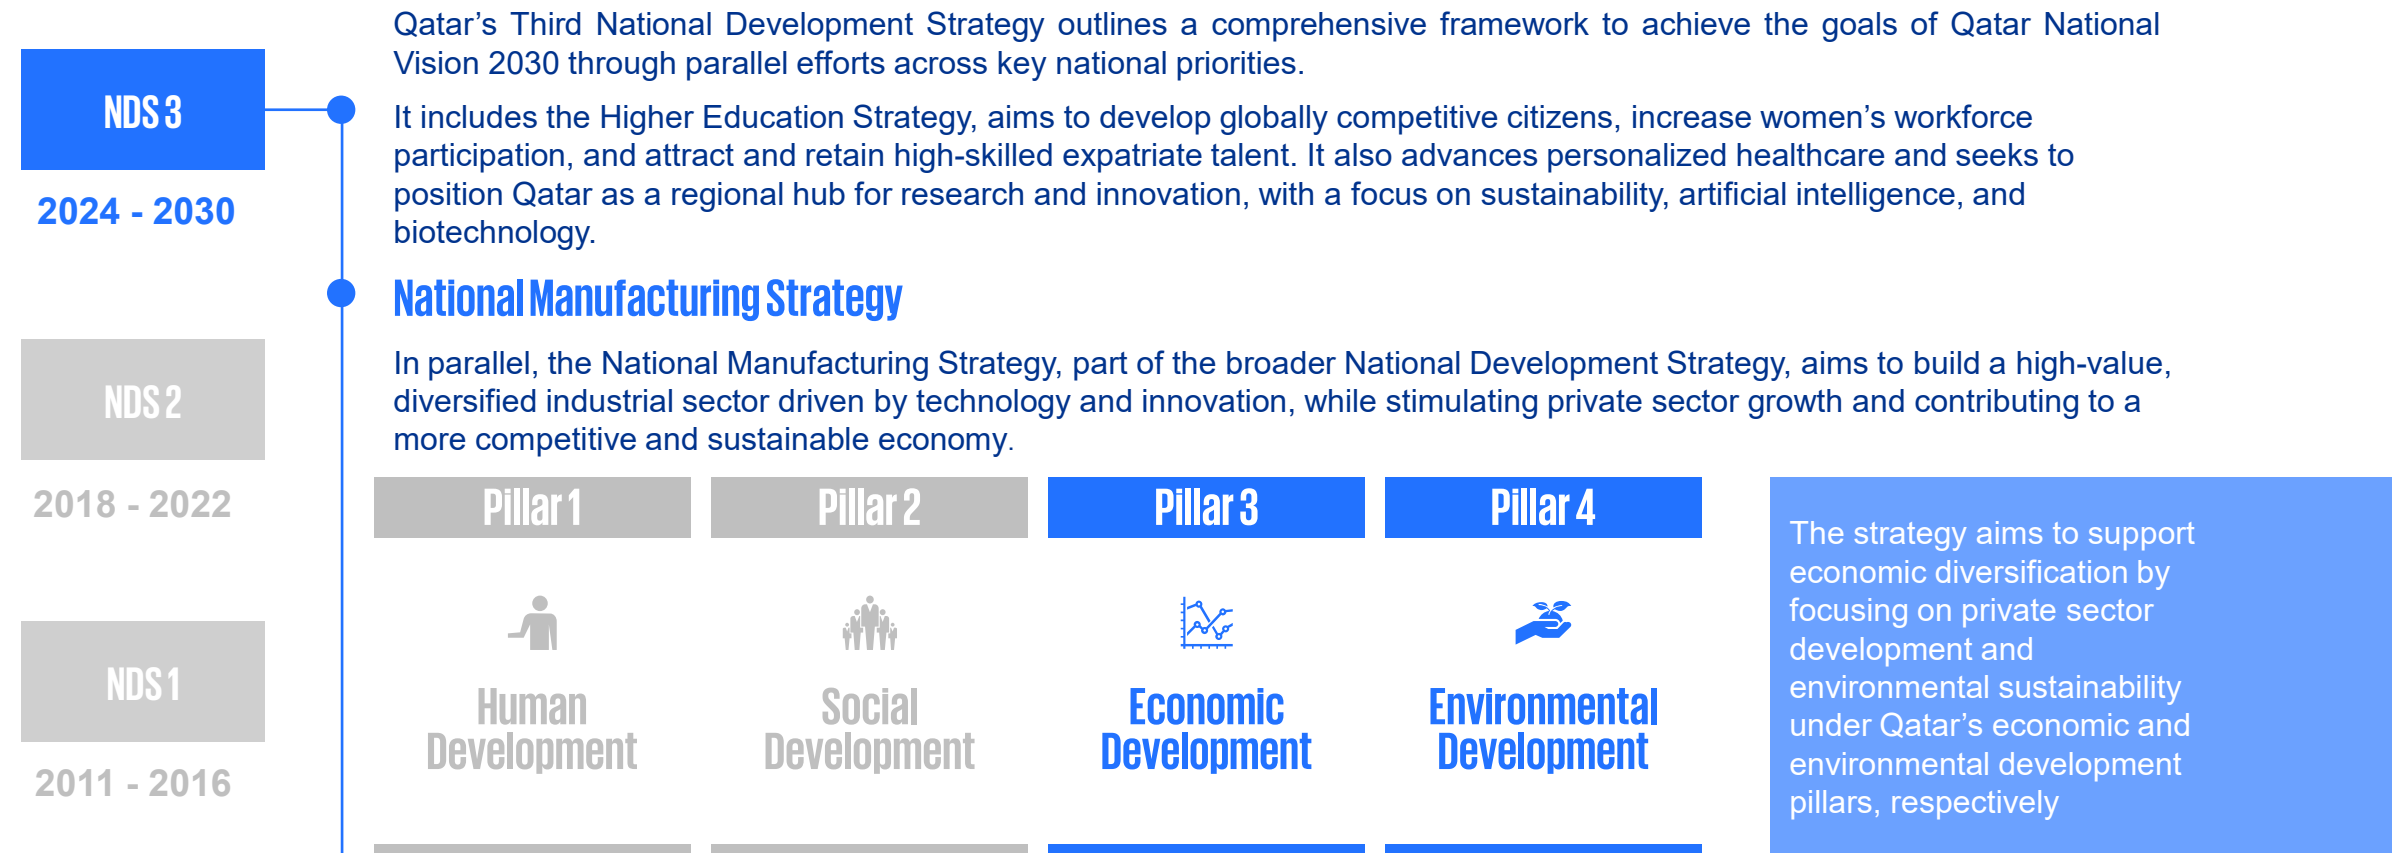 Qatar’s Third National Development Strategy outlines a comprehensive framework to achieve the goals of Qatar National
Vision 2030 through parallel efforts across key national priorities.
NDS 3
2024 - 2030
It includes the Higher Education Strategy, aims to develop globally competitive citizens, increase women’s workforce
participation, and attract and retain high-skilled expatriate talent. It also advances personalized healthcare and seeks to
position Qatar as a regional hub for research and innovation, with a focus on sustainability, artificial intelligence, and
biotechnology.
National Manufacturing Strategy
In parallel, the National Manufacturing Strategy, part of the broader National Development Strategy, aims to build a high-value,
diversified industrial sector driven by technology and innovation, while stimulating private sector growth and contributing to a
more competitive and sustainable economy.
NDS 2
2018 - 2022
NDS 1
2011 - 2016
Pillar 1
Human
Development
Pillar 2
Social
Development
Pillar 3
Economic
Development
Pillar 4
Environmental
Development
The strategy aims to support
economic diversification by
focusing on private sector
development and
environmental sustainability
under Qatar’s economic and
environmental development
pillars, respectively